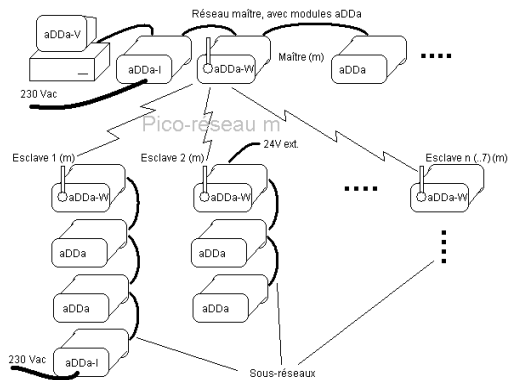 Réseau maître, avec modules aDDa
aDDa-V
aDDa-I
aDDa-W
Maître (m)
aDDa
230 Vac
Pico-réseau m
24V ext.
Esclave 1 (m)
Esclave 2 (m)
Esclave n (..7) (m)
aDDa-W
aDDa-W
aDDa-W
aDDa
aDDa
aDDa
aDDa
230 Vac
aDDa-I
Sous-réseaux